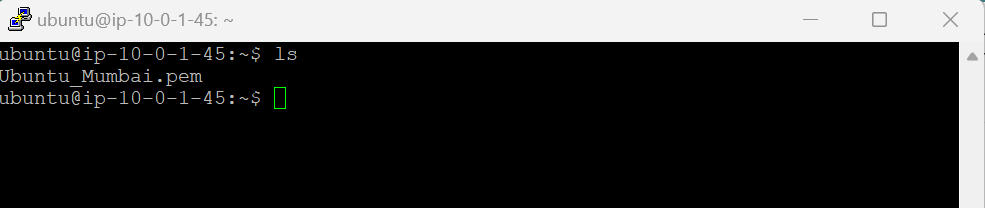 ubuntu@ip-10-0-1-45: ~
ubuntu@ip-10-0-1-45:~$ ls
Ubuntu_Mumbai.pem
ubuntu@ip-10-0-1-45:~$